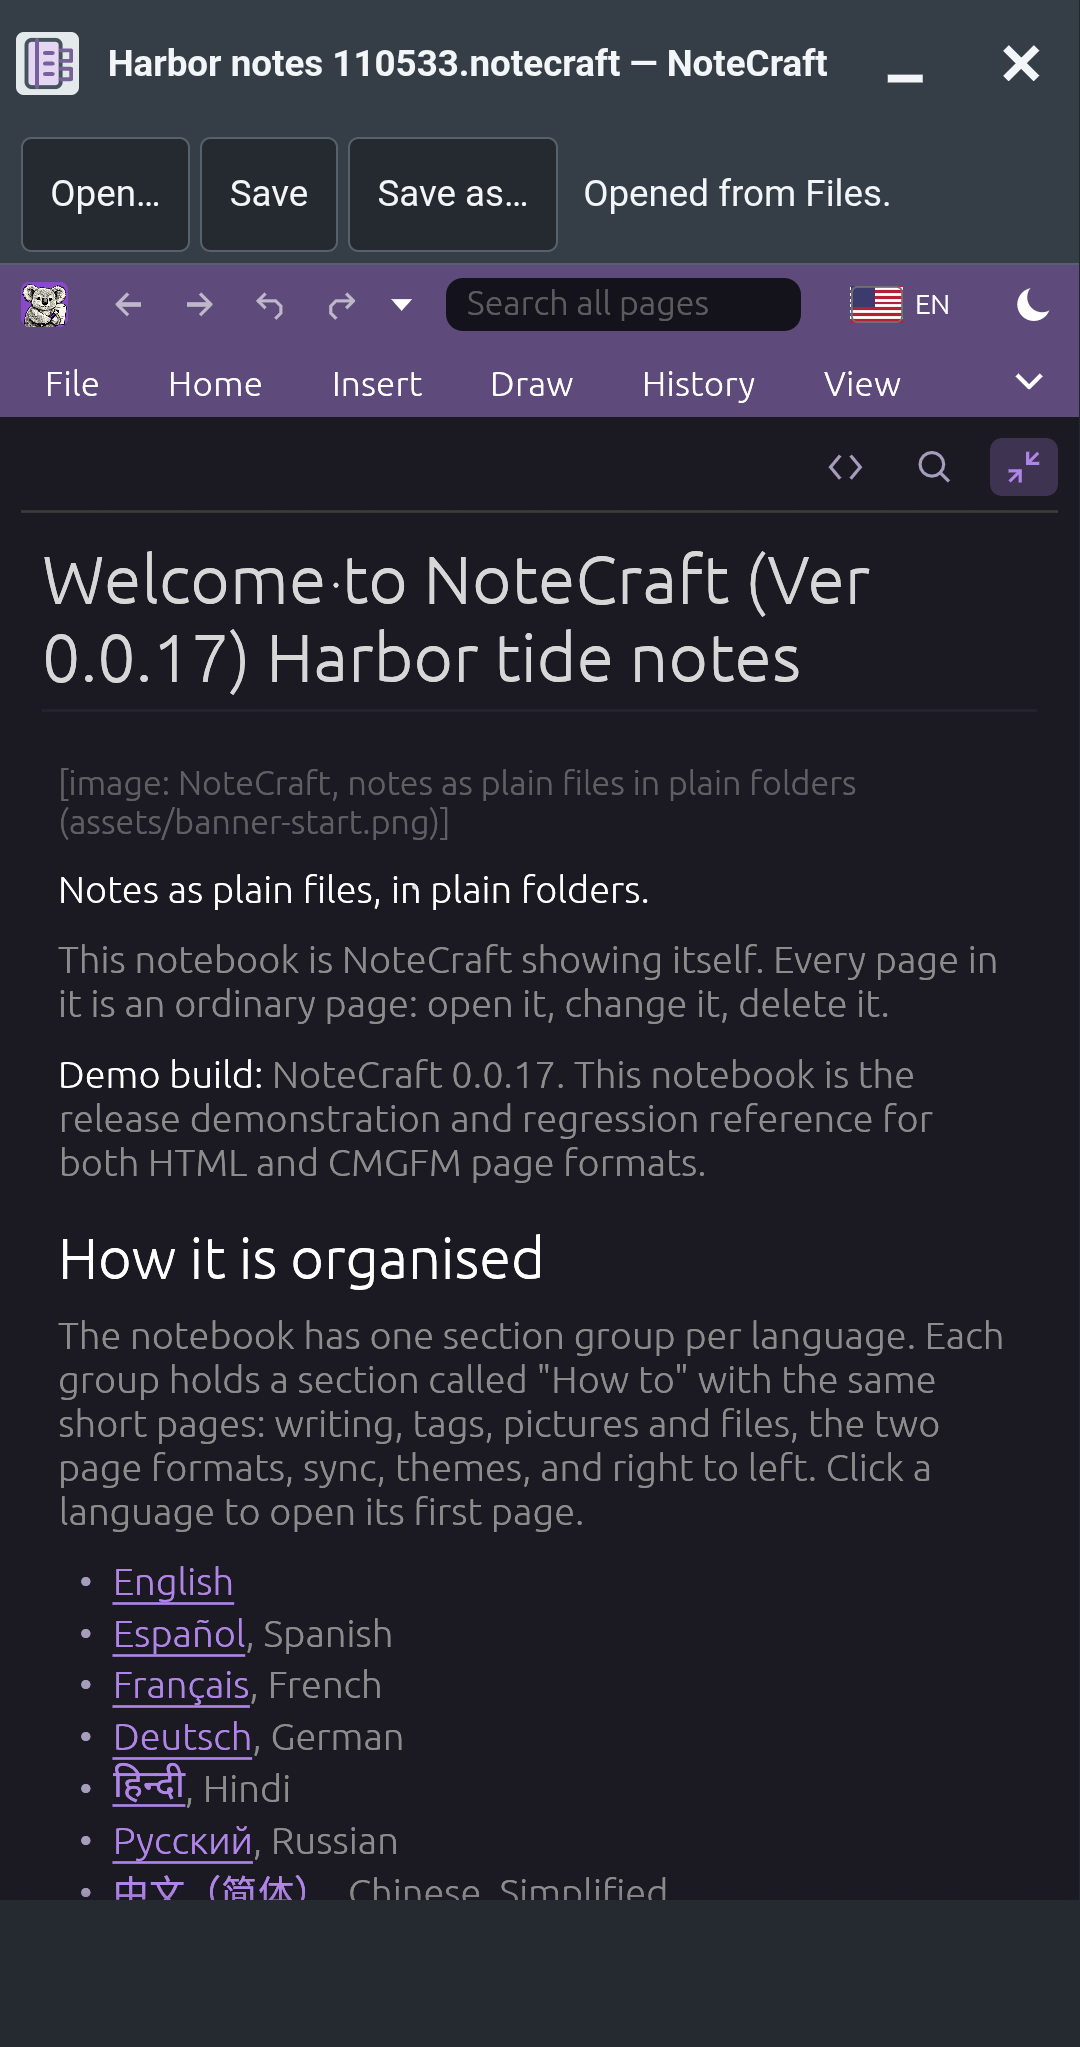 Harbor notes 110533.notecraft — NoteCraft
Open…
Save
Save as…
Opened from Files.
Search all pages
EN
File
Home
Insert
Draw
History
View
Welcome·to NoteCraft (Ver
0.0.17) Harbor tide notes
[image: NoteCraft, notes as plain files in plain folders
(assets/banner-start.png)]
Notes as plain files, in plain folders.
This notebook is NoteCraft showing itself. Every page in
it is an ordinary page: open it, change it, delete it.
Demo build: NoteCraft 0.0.17. This notebook is the
release demonstration and regression reference for
both HTML and CMGFM page formats.
How it is organised
The notebook has one section group per language. Each
group holds a section called "How to" with the same
short pages: writing, tags, pictures and files, the two
page formats, sync, themes, and right to left. Click a
language to open its first page.
• English
• Español, Spanish
• Français, French
• Deutsch, German
• हिन्दी, Hindi
• Русский, Russian
• 中文（简体）, Chinese, Simplified